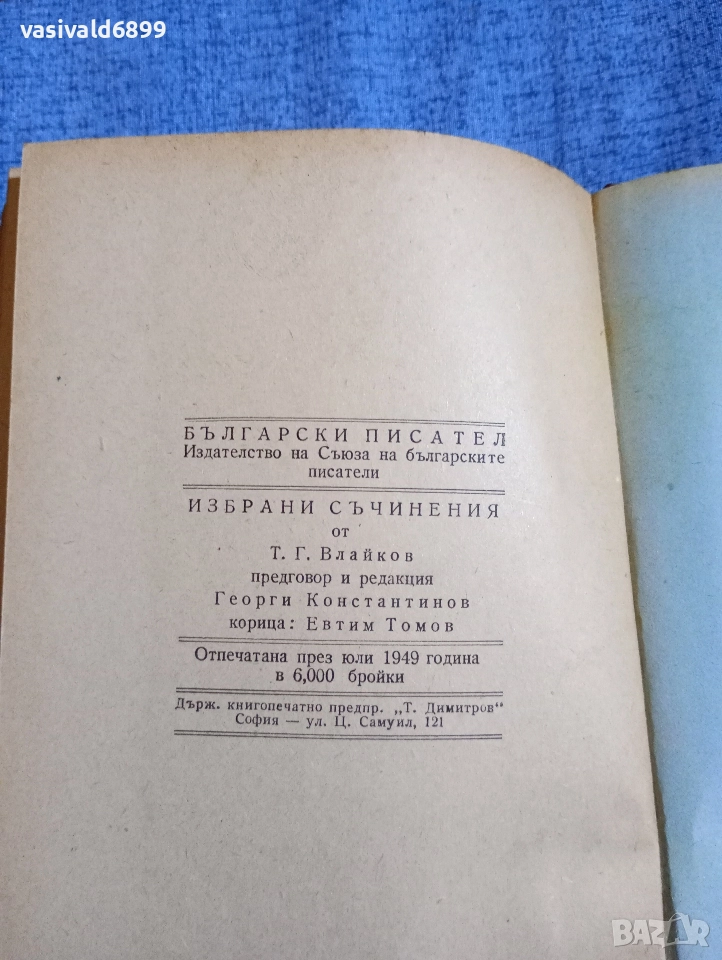 vasivald6899
БЪЛГАРСКИ ПИСАТЕЛ
Издателство на Съюза на българските
писатели
ИЗБРАНИ СЪЧИНЕНИЯ
от
Т. Г. Влайков
предговор и редакция
Георги Константинов
корица: Евтим Томов
Отпечатана през юли 1949 година
в 6,000 бройки
Държ. книгопечатно предпр. „Т. Димитров“
София — ул. Ц. Самуил, 121
BAZAR